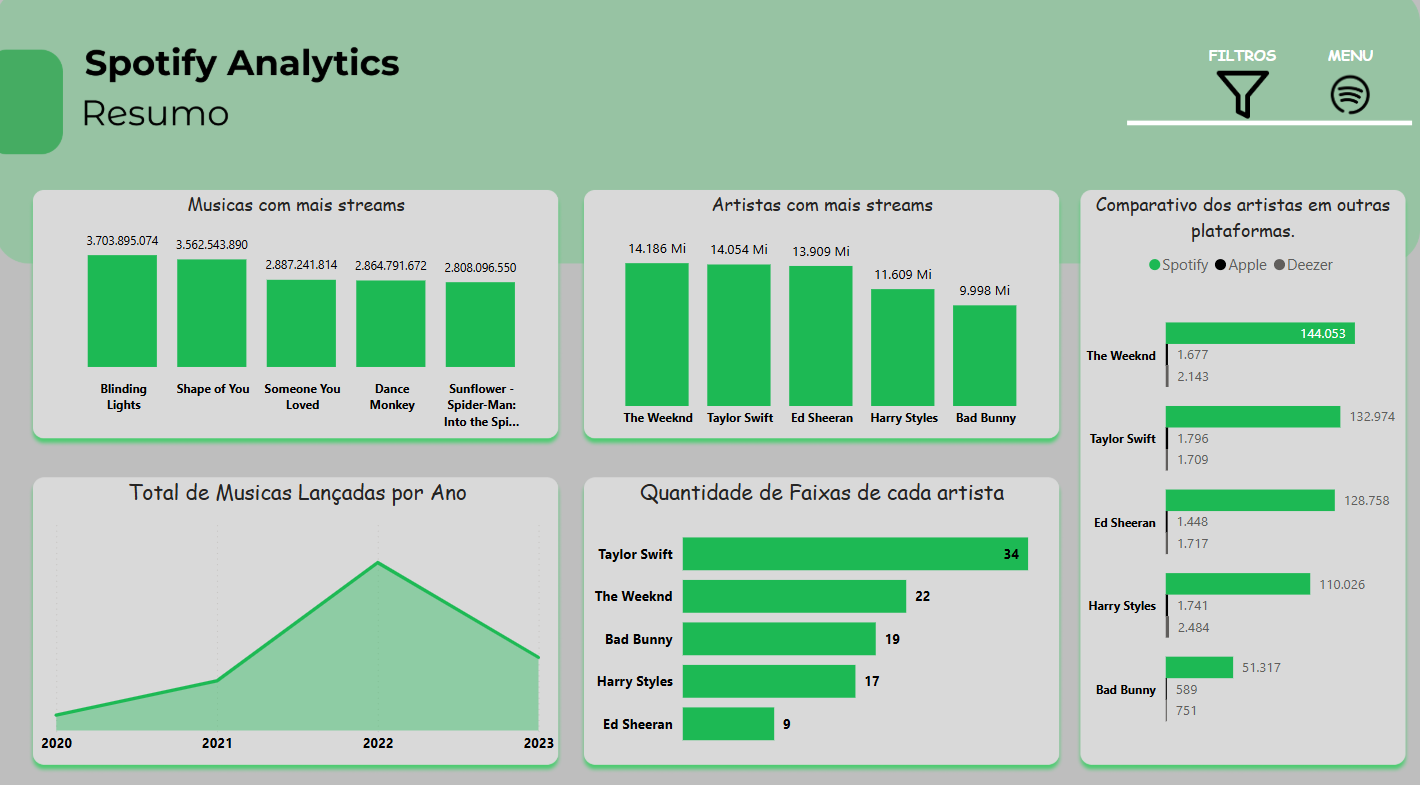 Spotify Analytics
Resumo
FILTROS
MENU
Musicas com mais streams
3.703.895.074
3.562.543.890
2.887.241.814
2.864.791.672
2.808.096.550
Blinding
Lights
Shape of You
Someone You
Loved
Dance
Monkey
Sunflower -
Spider-Man:
Into the Spi...
Artistas com mais streams
14.186 Mi
14.054 Mi
13.909 Mi
11.609 Mi
9.998 Mi
The Weeknd
Taylor Swift
Ed Sheeran
Harry Styles
Bad Bunny
Comparativo dos artistas em outras
plataformas.
Spotify
Apple
Deezer
The Weeknd
144.053
1.677
2.143
Taylor Swift
132.974
1.796
1.709
Ed Sheeran
128.758
1.448
1.717
Harry Styles
110.026
1.741
2.484
Bad Bunny
51.317
589
751
Total de Musicas Lançadas por Ano
2020
2021
2022
2023
Quantidade de Faixas de cada artista
Taylor Swift
34
The Weeknd
22
Bad Bunny
19
Harry Styles
17
Ed Sheeran
9